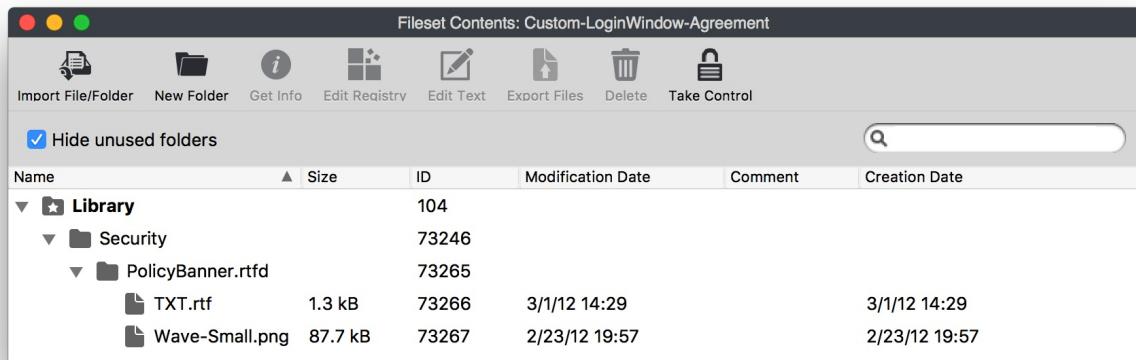 Fileset Contents: Custom-LoginWindow-Agreement
Import File/Folder New Folder Get Info Edit Registry Edit Text Export Files Delete Take Control
Hide unused folders
Name Size ID Modification Date Comment Creation Date
Library 104
Security 73246
PolicyBanner.rtfd 73265
TXT.rtf 1.3 kB 73266 3/1/12 14:29 3/1/12 14:29
Wave-Small.png 87.7 kB 73267 2/23/12 19:57 2/23/12 19:57